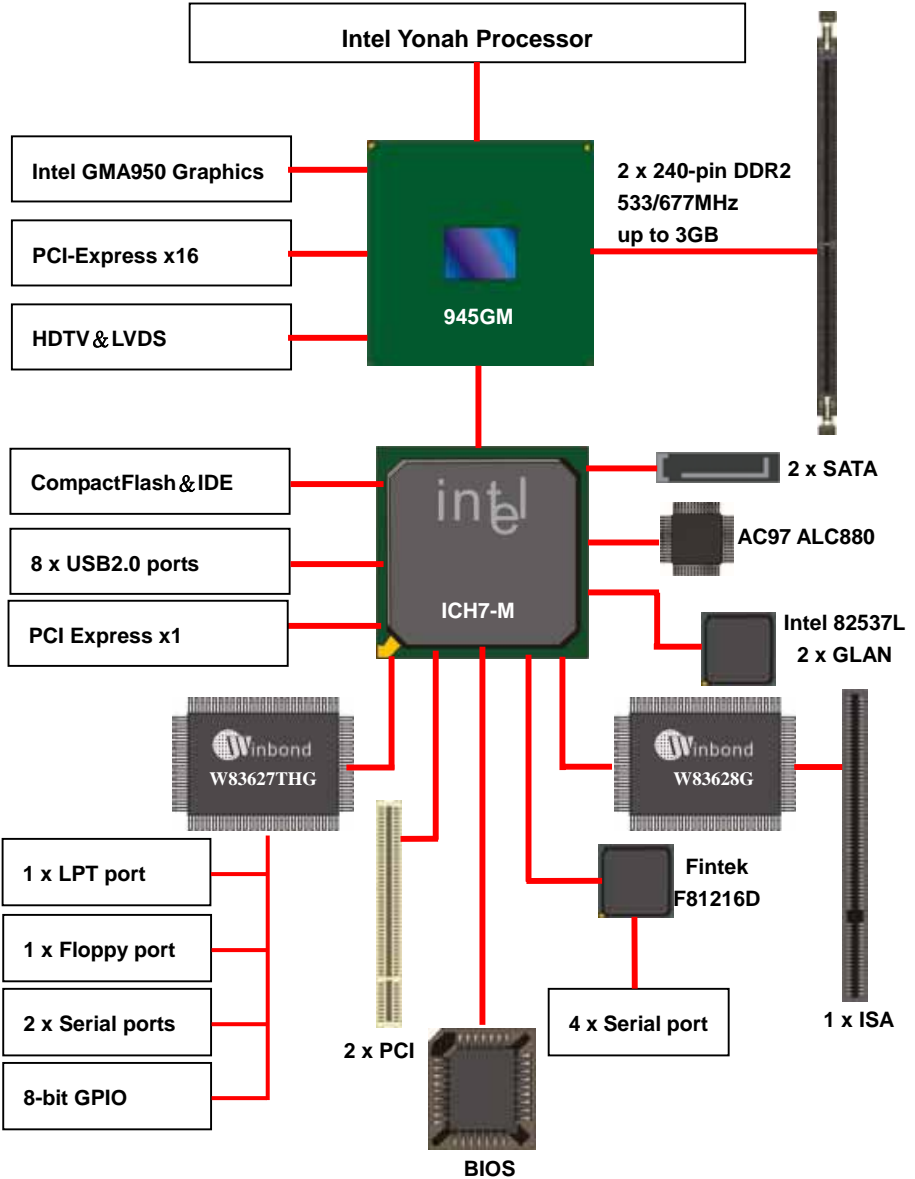 Intel Yonah Processor
Intel GMA950 Graphics
PCI-Express x16
HDTV&LVDS
945GM
2 x 240-pin DDR2
533/677MHz
up to 3GB
CompactFlash&IDE
8 x USB2.0 ports
PCI Express x1
intel
ICH7-M
2 x SATA
AC97 ALC880
Intel 82537L
2 x GLAN
Winbond
W83627THG
Winbond
W83628G
1 x LPT port
1 x Floppy port
2 x Serial ports
8-bit GPIO
2 x PCI
BIOS
Fintek
F81216D
4 x Serial port
1 x ISA